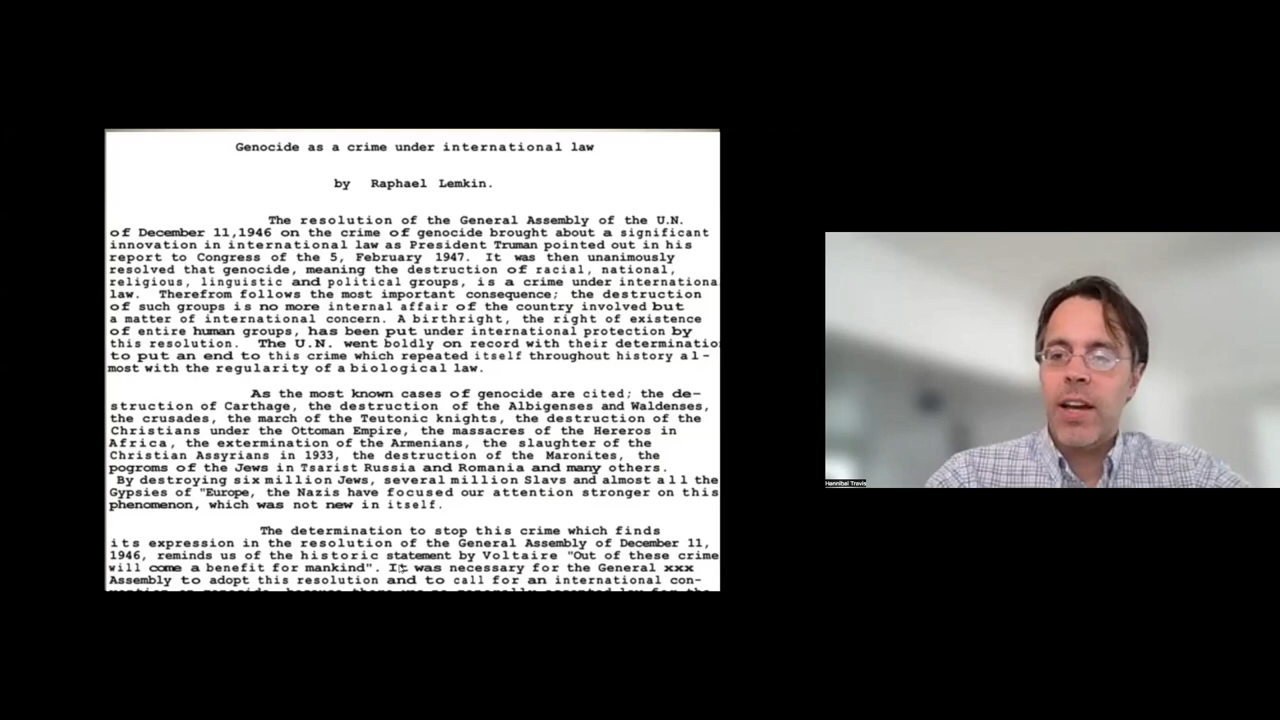 Genocide as a crime under international law
by Raphael Lemkin.
The resolution of the General Assembly of the U.N.
of December 11,1946 on the crime of genocide brought about a significant
innovation in international law as President Truman pointed out in his
report to Congress of the 5, February 1947. It was then unanimously
resolved that genocide, meaning the destruction of racial, national,
religious, linguistic and political groups, is a crime under internationa
law. Therefrom follows the most important consequence; the destruction
of such groups is no more internal affair of the country involved but
a matter of international concern. A birthright, the right of existence
of entire human groups, has been put under international protection by
this resolution. The U.N. went boldly on record with their determinatio
to put an end to this crime which repeated itself throughout history al-
most with the regularity of a biological law.
As the most known cases of genocide are cited; the de-
struction of Carthage, the destruction of the Albigenses and Waldenses,
the crusades, the march of the Teutonic knights, the destruction of the
Christians under the Ottoman Empire, the massacres of the Hereros in
Africa, the extermination of the Armenians, the slaughter of the
Christian Assyrians in 1933, the destruction of the Maronites, the
pogroms of the Jews in Tsarist Russia and Romania and many others.
By destroying six million Jews, several million Slavs and almost all the
Gypsies of "Europe, the Nazis have focused our attention stronger on this
phenomenon, which was not new in itself.
The determination to stop this crime which finds
its expression in the resolution of the General Assembly of December 11,
1946, reminds us of the historic statement by Voltaire "Out of these crime
will come a benefit for mankind". It was necessary for the General xxx
Assembly to adopt this resolution and to call for an international con-
Hannibal Travis